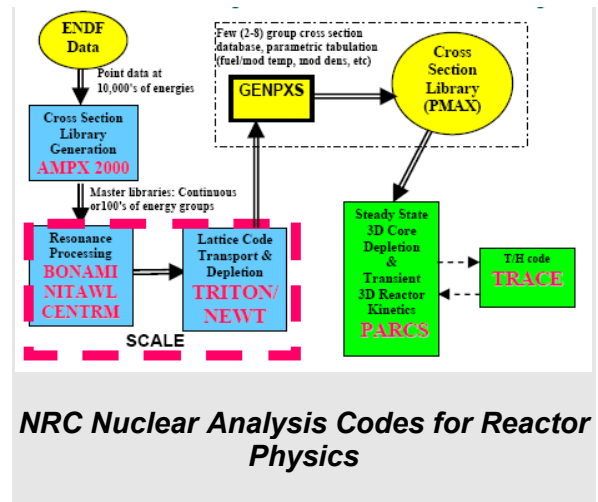 ENDF
Data
Point data at
10,000's of energies
Cross Section
Library
Generation
AMPX 2000
Master libraries: Continuous
or100's of energy groups
Resonance
Processing
BONAMI
NITAWL
CENTRM
Lattice Code
Transport &
Depletion
TRITON/
NEWT
SCALE
Few (2-8) group cross section
database, parametric tabulation
(fuel/mod temp, mod dens, etc)
GENPXS
Cross
Section
Library
(PMAX)
Steady State
3D Core
Depletion
&
Transient
3D Reactor
Kinetics
PARCS
T/H code
TRACE
NRC Nuclear Analysis Codes for Reactor
Physics